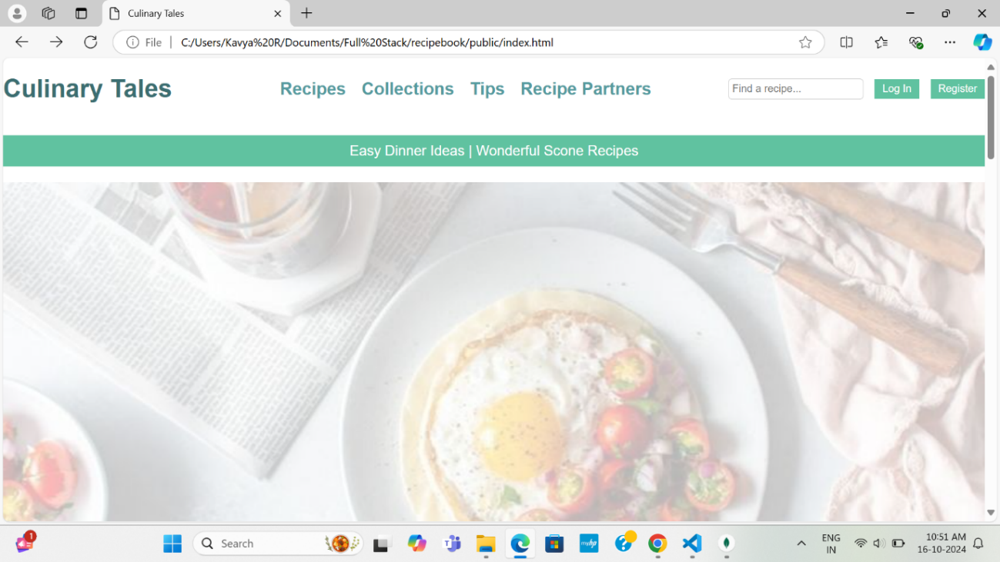 Culinary Tales
File
C:/Users/Kavya%20R/Documents/Full%20Stack/recipebook/public/index.html
Culinary Tales
Recipes
Collections
Tips
Recipe Partners
Find a recipe...
Log In
Register
Easy Dinner Ideas | Wonderful Scone Recipes
1
Search
myhp
ENG
IN
10:51 AM
16-10-2024